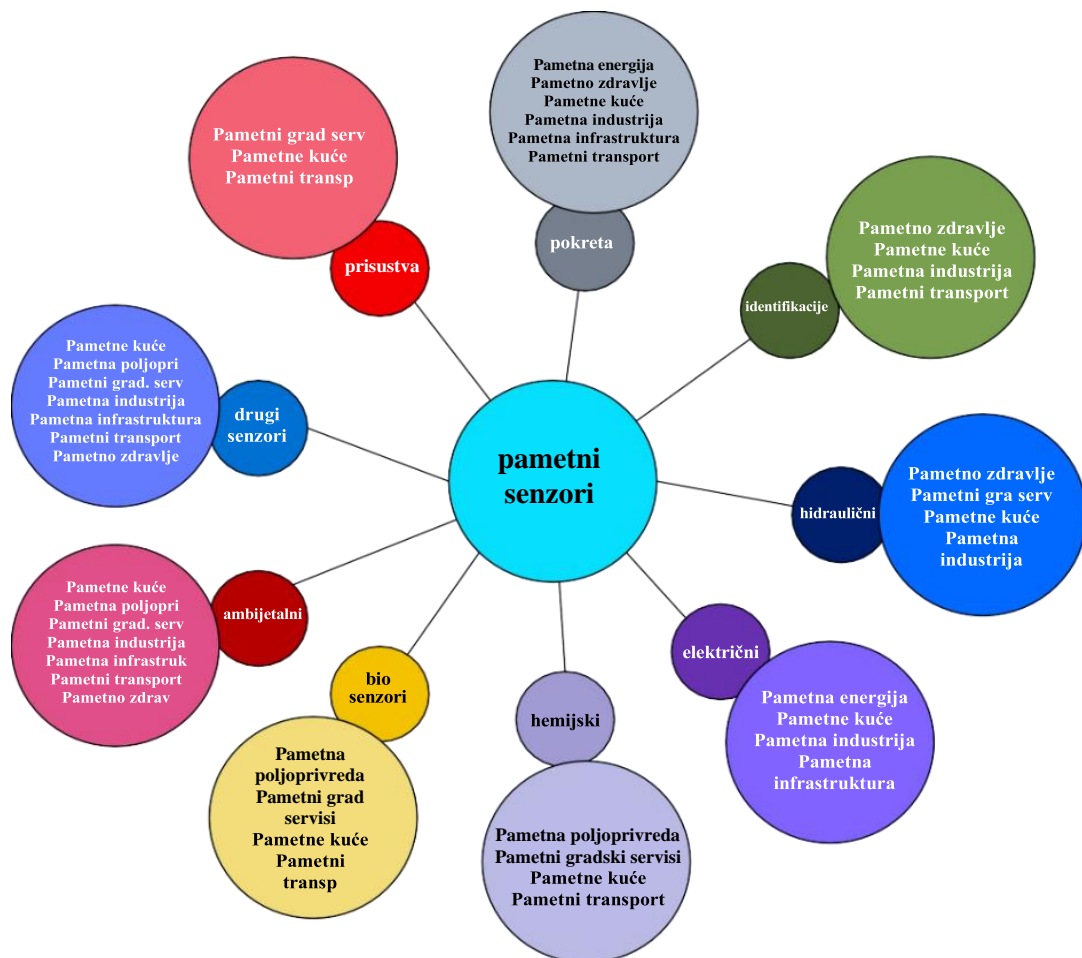 pametni
senzori
pokreta
Pametna energija
Pametno zdravlje
Pametne kuće
Pametna industrija
Pametna infrastruktura
Pametni transport
identifikacije
Pametno zdravlje
Pametne kuće
Pametna industrija
Pametni transport
hidraulični
Pametno zdravlje
Pametni gra serv
Pametne kuće
Pametna
industrija
električni
Pametna energija
Pametne kuće
Pametna industrija
Pametna
infrastruktura
hemijski
Pametna poljoprivreda
Pametni gradski servisi
Pametne kuće
Pametni transport
bio
senzori
Pametna
poljoprivreda
Pametni grad
servisi
Pametne kuće
Pametni
transp
ambijetalni
Pametne kuće
Pametna poljopri
Pametni grad. serv
Pametna industrija
Pametna infrastruk
Pametni transport
Pametno zdrav
drugi
senzori
Pametne kuće
Pametna poljopri
Pametni grad. serv
Pametna industrija
Pametna infrastruktura
Pametni transport
Pametno zdravlje
prisustva
Pametni grad serv
Pametne kuće
Pametni transp